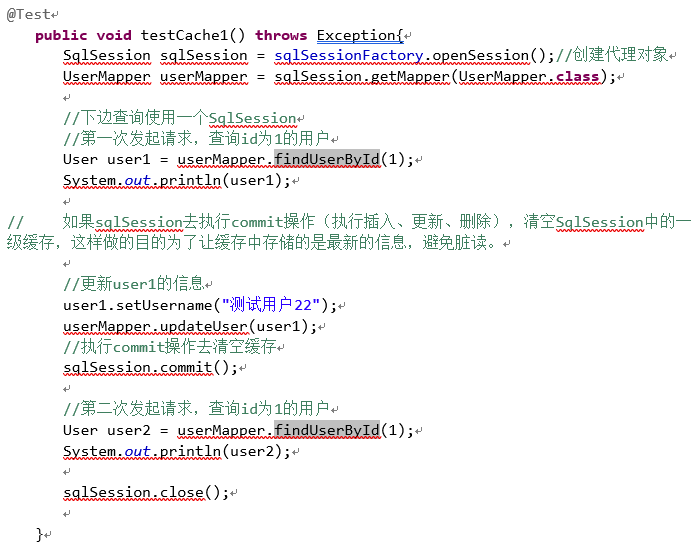 @Test
public void testCache1() throws Exception{
SqlSession sqlSession = sqlSessionFactory.openSession();//创建代理对象
UserMapper userMapper = sqlSession.getMapper(UserMapper.class);
//下边查询使用一个SqlSession
//第一次发起请求，查询id为1的用户
User user1 = userMapper.findUserById(1);
System.out.println(user1);
// 如果sqlSession去执行commit操作（执行插入、更新、删除），清空SqlSession中的一
级缓存，这样做的目的为了让缓存中存储的是最新的信息，避免脏读。
//更新user1的信息
user1.setUsername("测试用户22");
userMapper.updateUser(user1);
//执行commit操作去清空缓存
sqlSession.commit();
//第二次发起请求，查询id为1的用户
User user2 = userMapper.findUserById(1);
System.out.println(user2);
sqlSession.close();
}